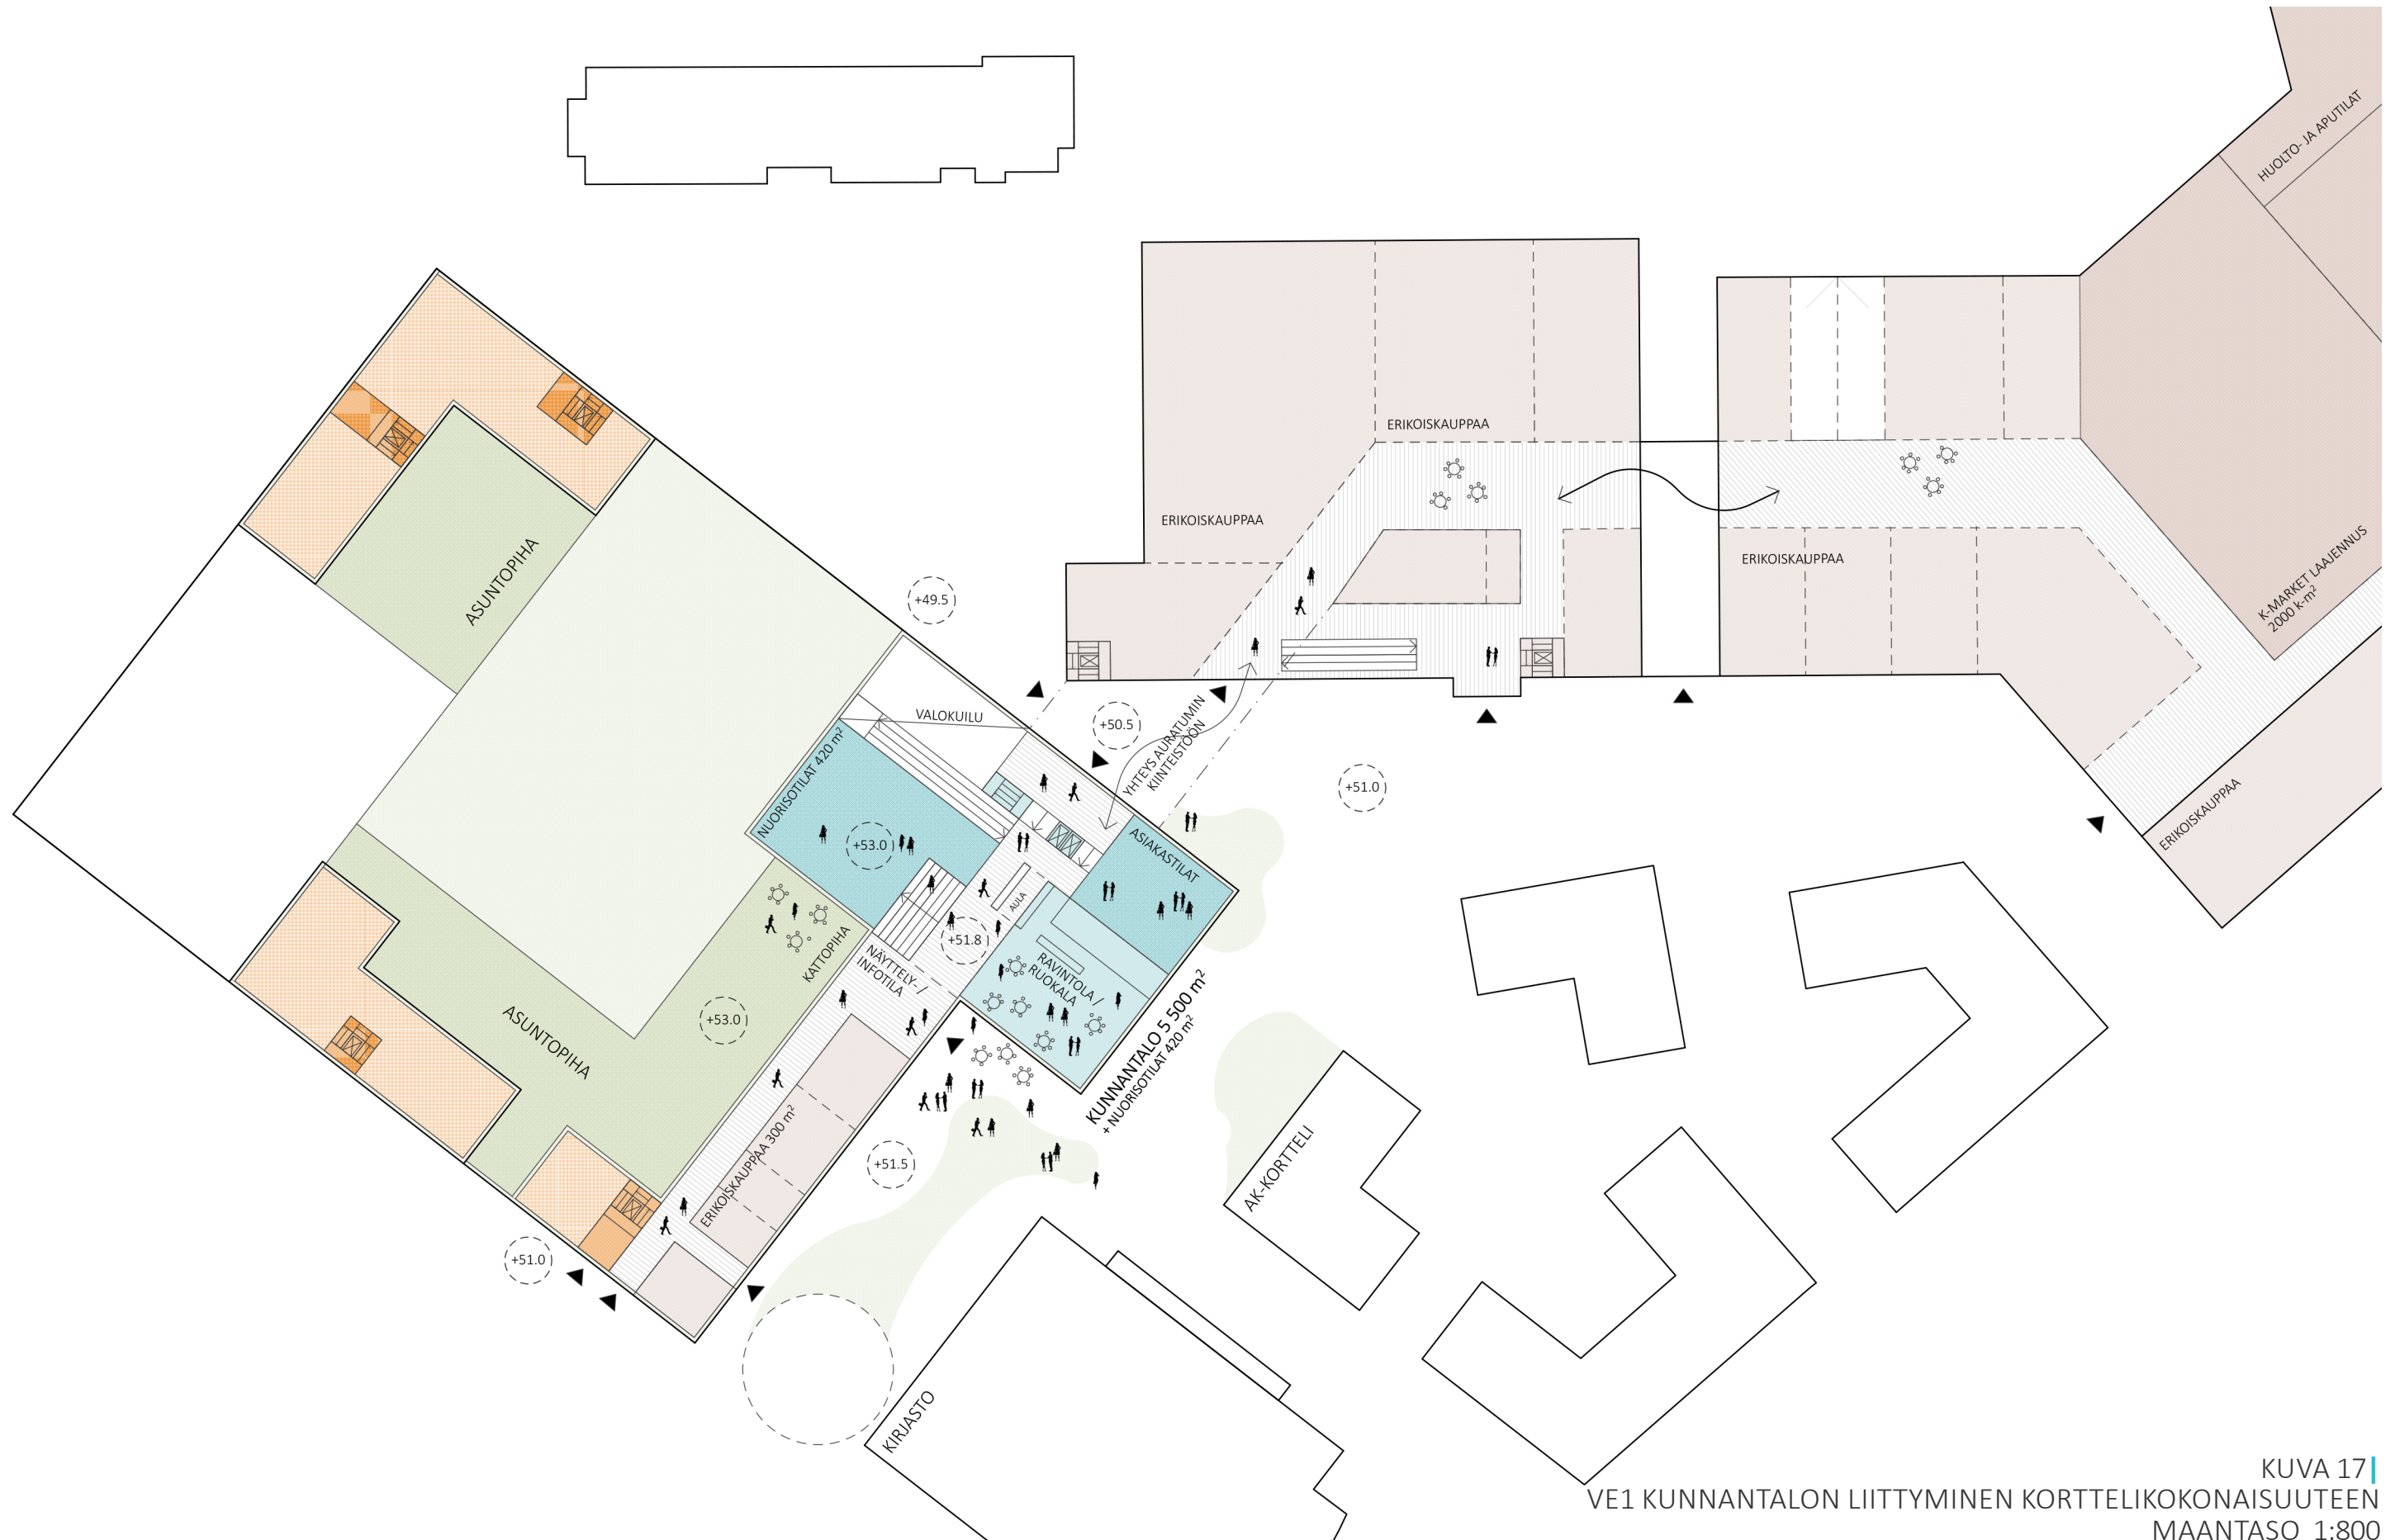 HUOLTO- JA APUTILAT
ERIKOISKAUPPAA
ERIKOISKAUPPAA
ERIKOISKAUPPAA
K-MARKET LAAJENNUS
2000 k-m²
ERIKOISKAUPPAA
ASUNTOPIHA
+49.5
VALOKUILU
+50.5
YHTEYS AURATUMIN
KIINTEISTÖÖN
+51.0
NUORISOTILAT 420 m²
+53.0
ASIAKASTILAT
AULA
+51.8
KATTOPIHA
NÄYTTELY- /
INFOTILA
RAVINTOLA /
RUOKALA
+53.0
ASUNTOPIHA
KUNNANTALO 5 500 m²
+ NUORISOTILAT 420 m²
ERIKOISKAUPPAA 300 m²
+51.5
AK-KORTTELI
+51.0
KIRJASTO
KUVA 17|
VE1 KUNNANTALON LIITTYMINEN KORTTELIKOKONAISUUTEEN
MAANTASO 1:800